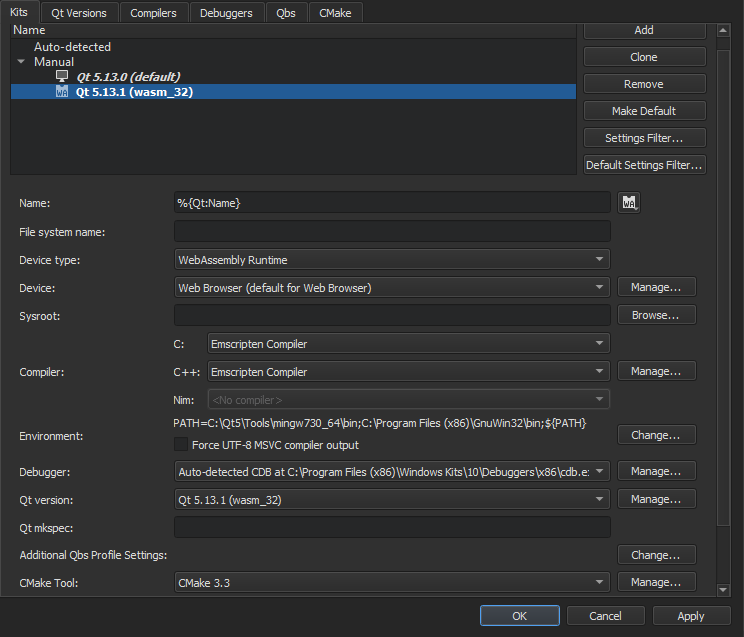 Kits Qt Versions Compilers Debuggers Qbs CMake
Name
Auto-detected
Manual
Qt 5.13.0 (default)
WA Qt 5.13.1 (wasm_32)
Add
Clone
Remove
Make Default
Settings Filter...
Default Settings Filter...
Name: %{Qt:Name} WA
File system name:
Device type: WebAssembly Runtime
Device: Web Browser (default for Web Browser) Manage...
Sysroot: Browse...
C: Emscripten Compiler
Compiler: C++: Emscripten Compiler Manage...
Nim: <No compiler>
PATH=C:\Qt5\Tools\mingw730_64\bin;C:\Program Files (x86)\GnuWin32\bin;${PATH}
Environment: Change...
Force UTF-8 MSVC compiler output
Debugger: Auto-detected CDB at C:\Program Files (x86)\Windows Kits\10\Debuggers\x86\cdb.e Manage...
Qt version: Qt 5.13.1 (wasm_32) Manage...
Qt mkspec:
Additional Qbs Profile Settings: Change...
CMake Tool: CMake 3.3 Manage...
OK Cancel Apply